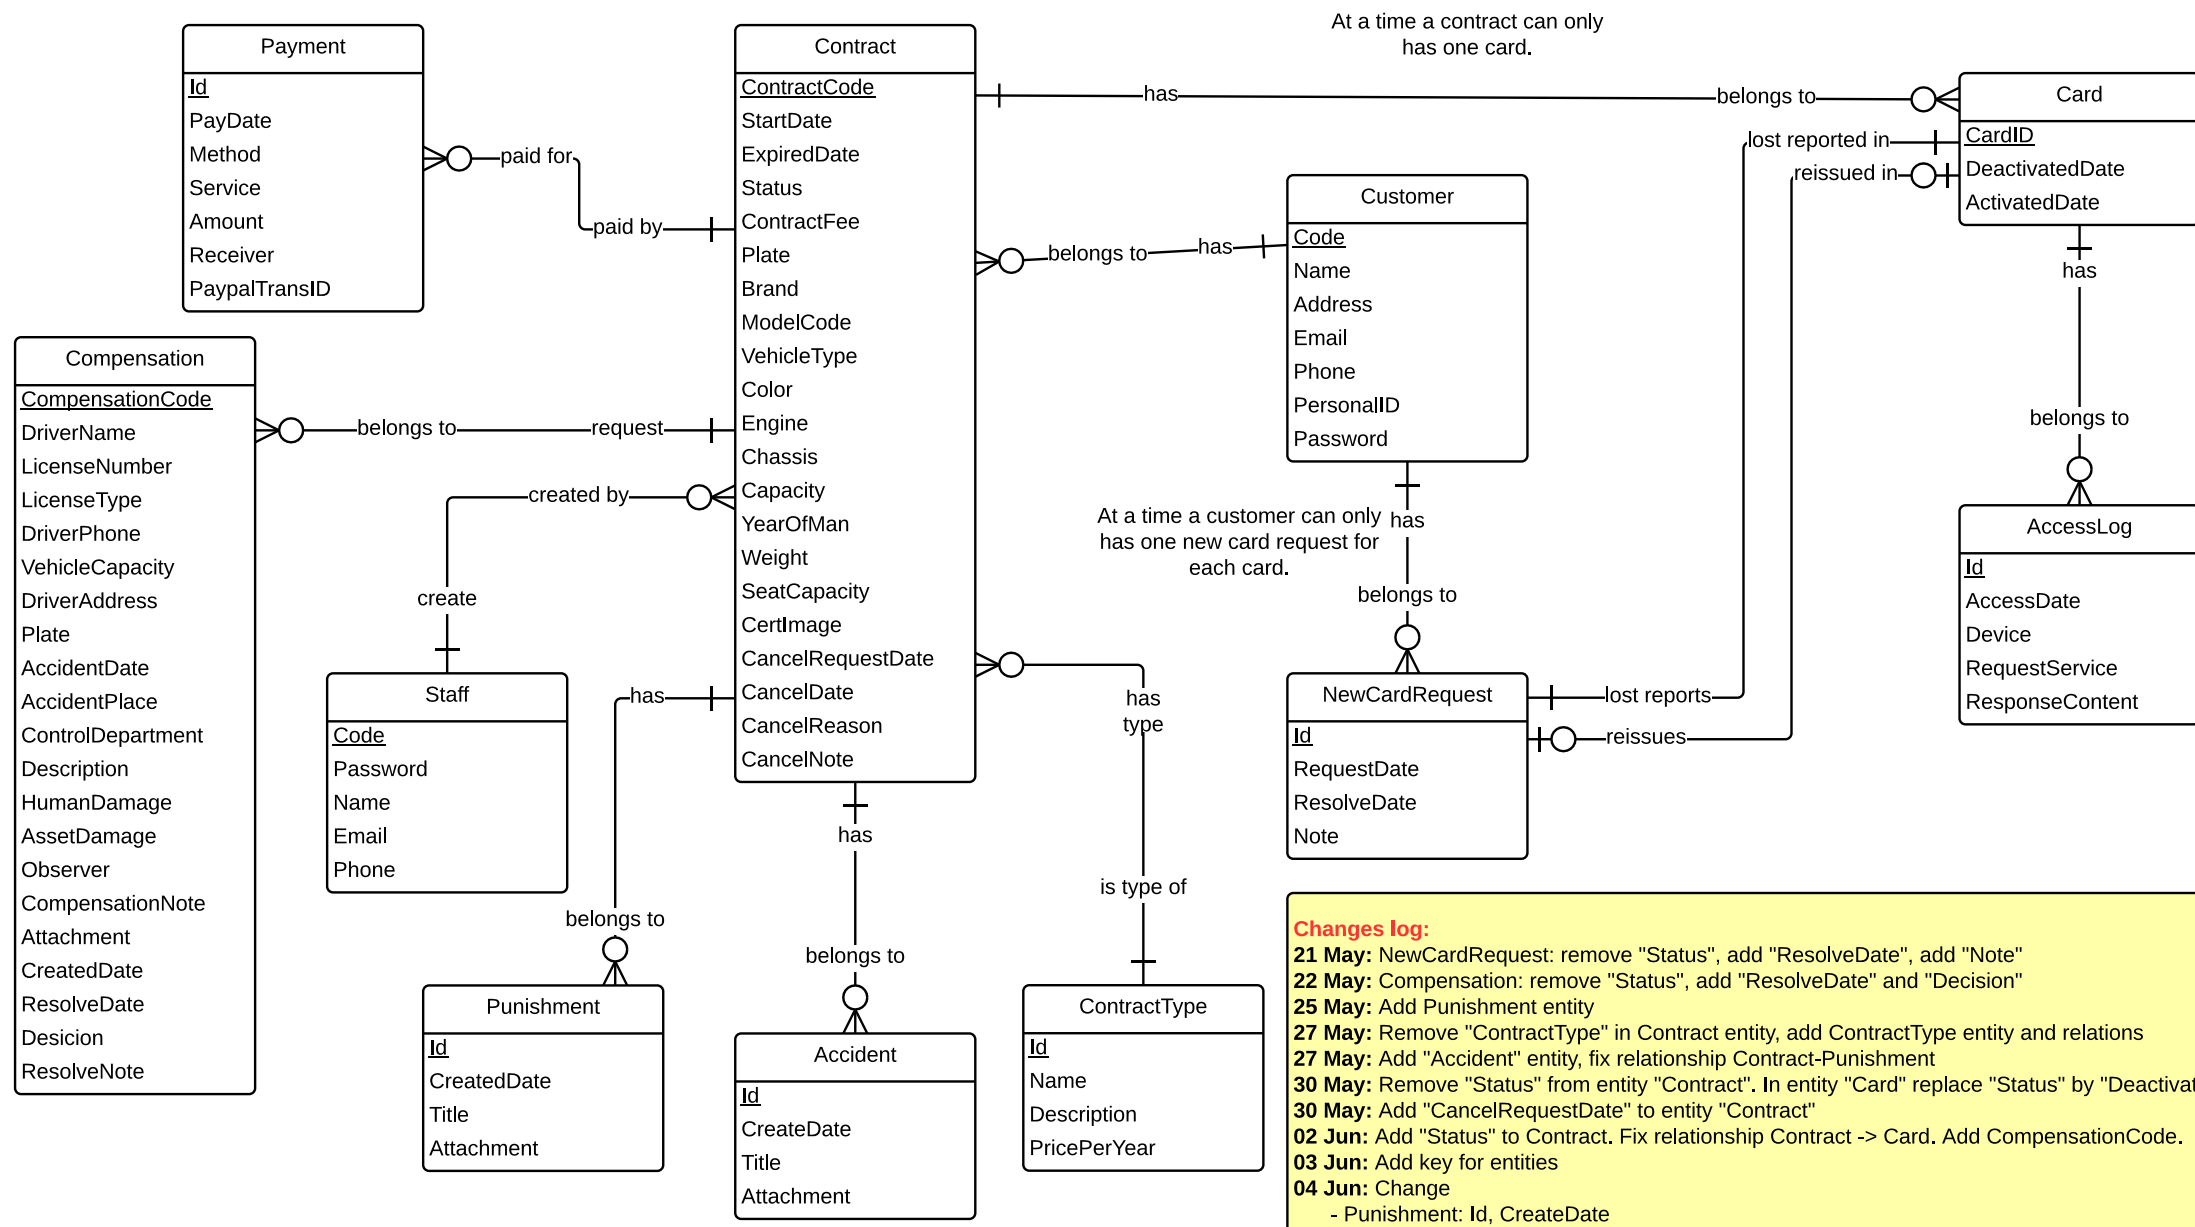 At a time a contract can only
has one card.
Payment
Id
PayDate
Method
Service
Amount
Receiver
PaypalTransID
paid for
paid by
Contract
ContractCode
StartDate
ExpiredDate
Status
ContractFee
Plate
Brand
ModelCode
VehicleType
Color
Engine
Chassis
Capacity
YearOfMan
Weight
SeatCapacity
CertImage
CancelRequestDate
CancelDate
CancelReason
CancelNote
has
belongs to
Card
CardID
DeactivatedDate
ActivatedDate
lost reported in
reissued in
belongs to
has
Customer
Code
Name
Address
Email
Phone
PersonalID
Password
has
belongs to
Compensation
CompensationCode
DriverName
LicenseNumber
LicenseType
DriverPhone
VehicleCapacity
DriverAddress
Plate
AccidentDate
AccidentPlace
ControlDepartment
Description
HumanDamage
AssetDamage
Observer
CompensationNote
Attachment
CreatedDate
ResolveDate
Desicion
ResolveNote
belongs to
request
created by
create
At a time a customer can only
has one new card request for
each card.
has
belongs to
AccessLog
Id
AccessDate
Device
RequestService
ResponseContent
Staff
Code
Password
Name
Email
Phone
has
belongs to
has
type
is type of
NewCardRequest
Id
RequestDate
ResolveDate
Note
lost reports
reissues
has
belongs to
Punishment
Id
CreatedDate
Title
Attachment
Accident
Id
CreateDate
Title
Attachment
ContractType
Id
Name
Description
PricePerYear
Changes log:
21 May: NewCardRequest: remove "Status", add "ResolveDate", add "Note"
22 May: Compensation: remove "Status", add "ResolveDate" and "Decision"
25 May: Add Punishment entity
27 May: Remove "ContractType" in Contract entity, add ContractType entity and relations
27 May: Add "Accident" entity, fix relationship Contract-Punishment
30 May: Remove "Status" from entity "Contract". In entity "Card" replace "Status" by "Deactivat
30 May: Add "CancelRequestDate" to entity "Contract"
02 Jun: Add "Status" to Contract. Fix relationship Contract -> Card. Add CompensationCode.
03 Jun: Add key for entities
04 Jun: Change
- Punishment: Id, CreateDate